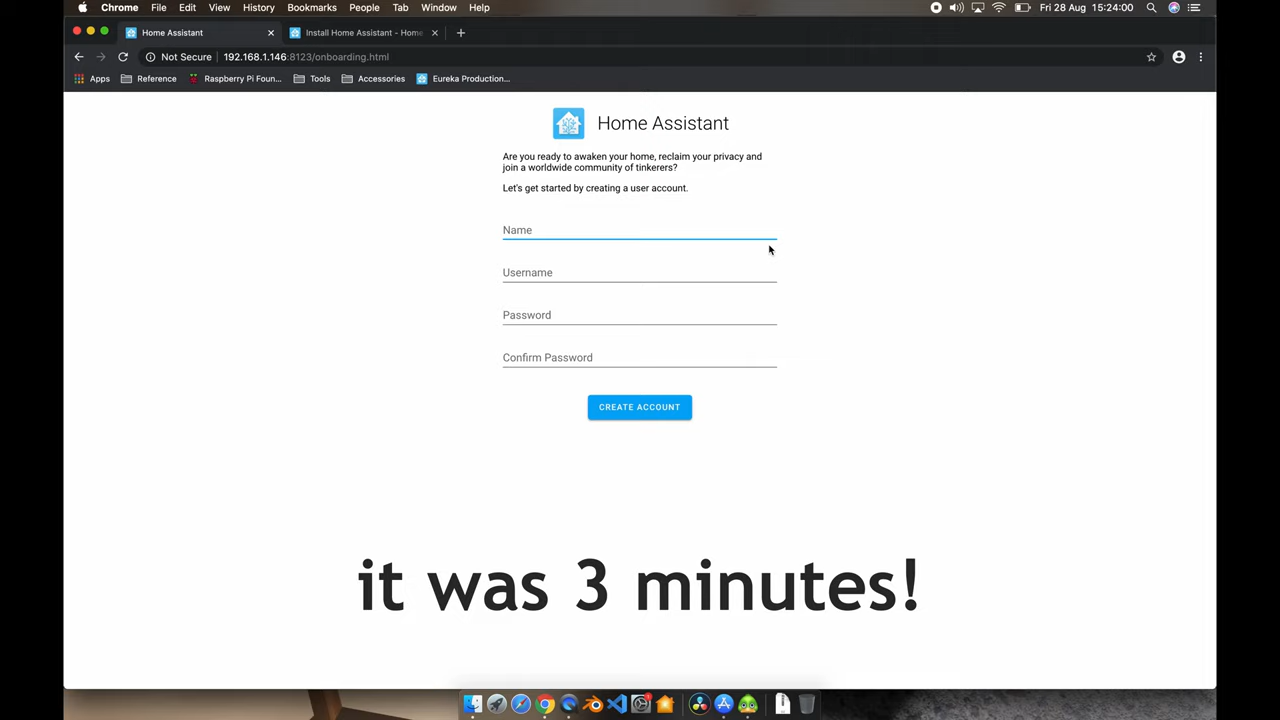 Chrome File Edit View History Bookmarks People Tab Window Help Fri 28 Aug 15:24:00
Home Assistant Install Home Assistant - Home
Not Secure 192.168.1.146:8123/onboarding.html
Apps Reference Raspberry Pi Foun... Tools Accessories Eureka Production...
Home Assistant
Are you ready to awaken your home, reclaim your privacy and
join a worldwide community of tinkerers?
Let's get started by creating a user account.
Name
Username
Password
Confirm Password
CREATE ACCOUNT
it was 3 minutes!